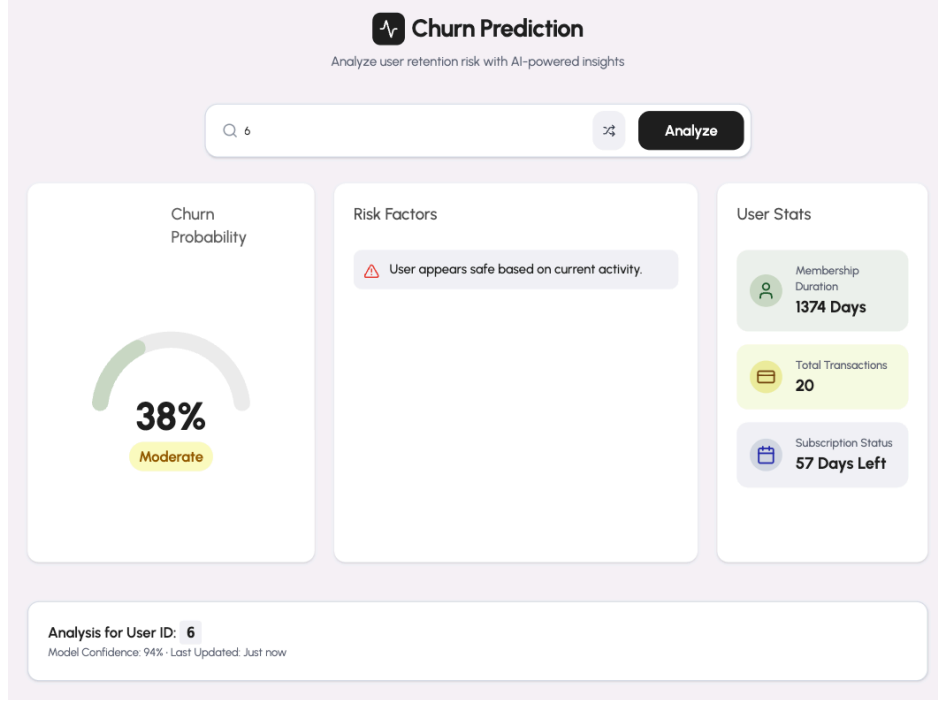 Churn Prediction
Analyze user retention risk with AI-powered insights
6
Analyze
Churn
Probability
38%
Moderate
Risk Factors
User appears safe based on current activity.
User Stats
Membership
Duration
1374 Days
Total Transactions
20
Subscription Status
57 Days Left
Analysis for User ID: 6
Model Confidence: 94% · Last Updated: Just now